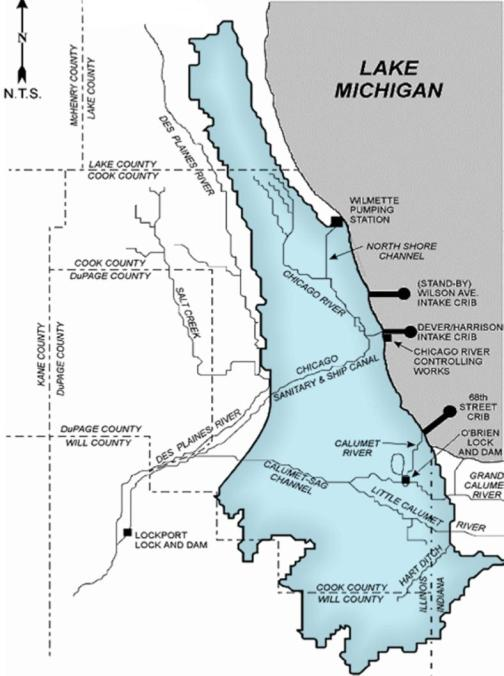 N
N.T.S.
McHENRY COUNTY
LAKE COUNTY
LAKE
MICHIGAN
DES PLAINES RIVER
LAKE COUNTY
COOK COUNTY
WILMETTE
PUMPING
STATION
NORTH SHORE
CHANNEL
COOK COUNTY
DuPAGE COUNTY
CHICAGO RIVER
(STAND-BY)
WILSON AVE.
INTAKE CRIB
SALT CREEK
DEVER/HARRISON
INTAKE CRIB
CHICAGO RIVER
CONTROLLING
WORKS
KANE COUNTY
DuPAGE COUNTY
CHICAGO
SANITARY & SHIP CANAL
68th
STREET
CRIB
DES PLAINES RIVER
DuPAGE COUNTY
WILL COUNTY
CALUMET
RIVER
O'BRIEN
LOCK
AND DAM
CALUMET-SAG
CHANNEL
GRAND
CALUME
RIVER
LITTLE CALUMET
RIVER
LOCKPORT
LOCK AND DAM
HART DITCH
COOK COUNTY
WILL COUNTY
ILLINOIS
INDIANA